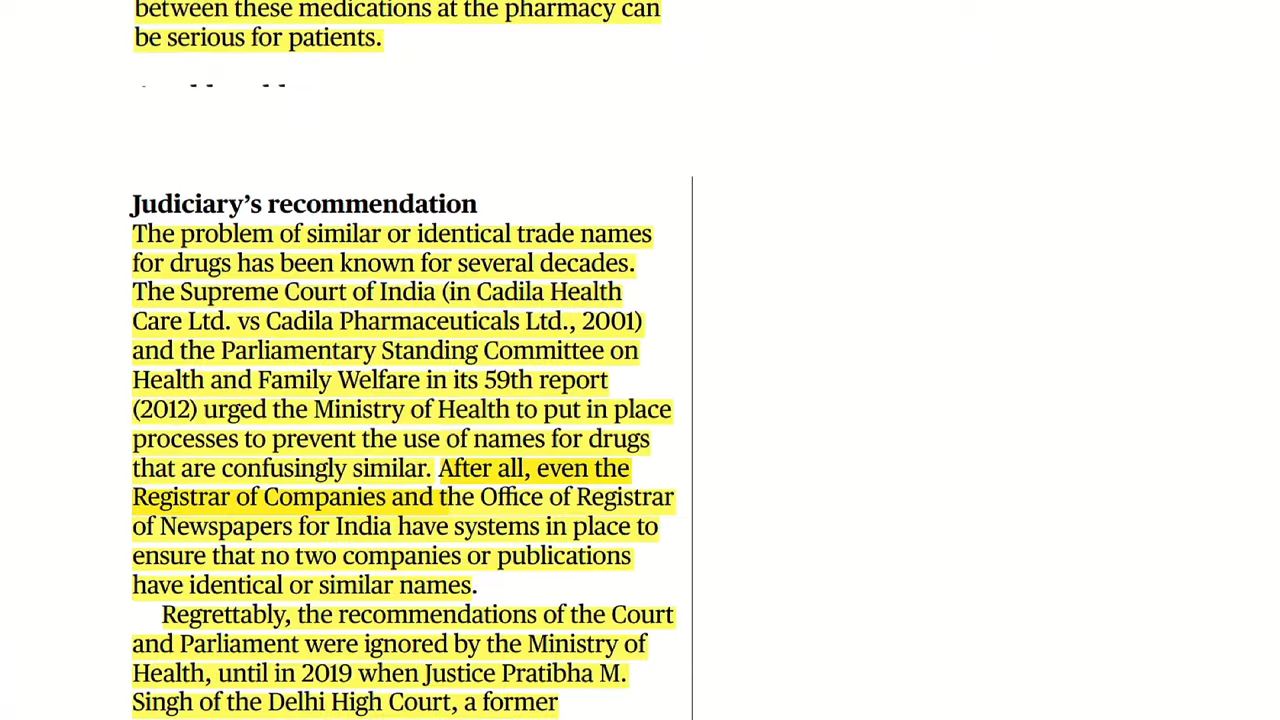 between these medications at the pharmacy can
be serious for patients.
Judiciary’s recommendation
The problem of similar or identical trade names
for drugs has been known for several decades.
The Supreme Court of India (in Cadila Health
Care Ltd. vs Cadila Pharmaceuticals Ltd., 2001)
and the Parliamentary Standing Committee on
Health and Family Welfare in its 59th report
(2012) urged the Ministry of Health to put in place
processes to prevent the use of names for drugs
that are confusingly similar. After all, even the
Registrar of Companies and the Office of Registrar
of Newspapers for India have systems in place to
ensure that no two companies or publications
have identical or similar names.
Regrettably, the recommendations of the Court
and Parliament were ignored by the Ministry of
Health, until in 2019 when Justice Pratibha M.
Singh of the Delhi High Court, a former